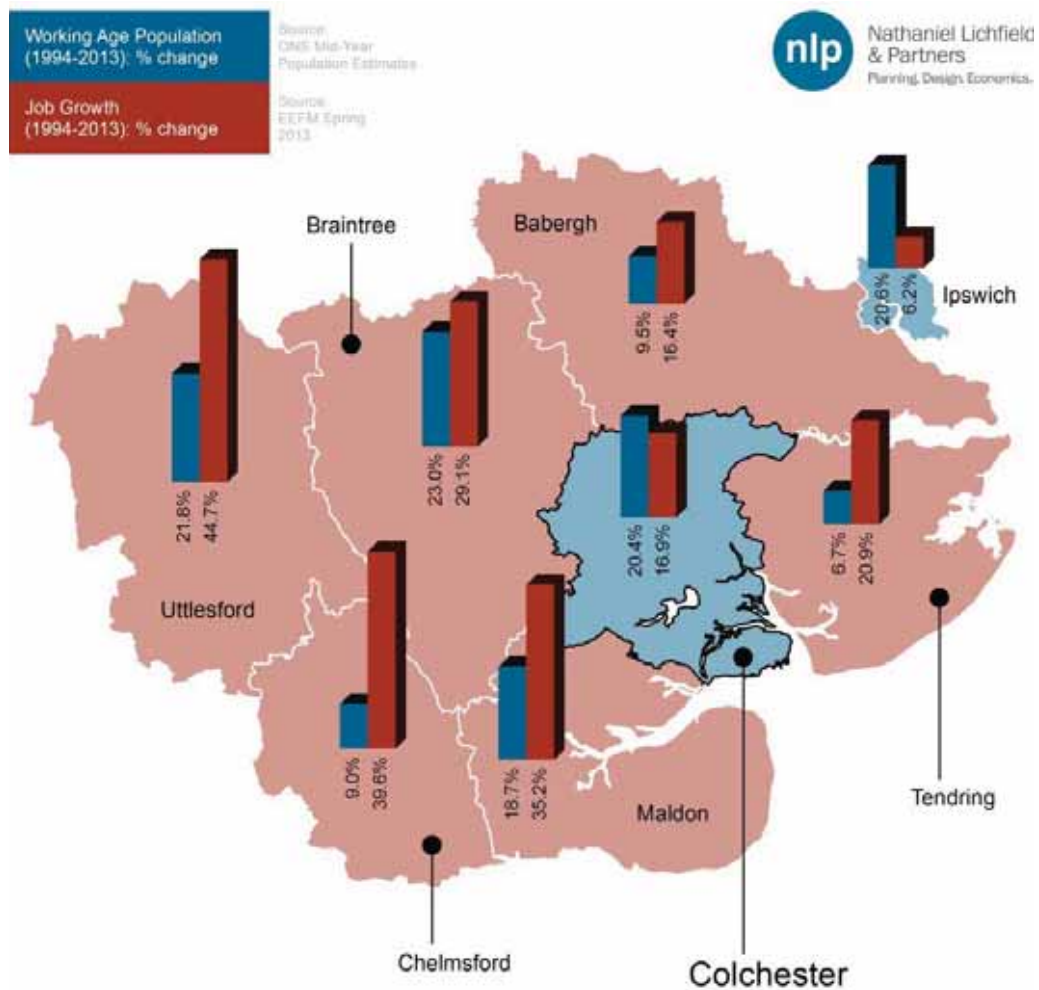 Working Age Population
(1994-2013): % change
Source:
ONS Mid-Year
Population Estimates
Job Growth
(1994-2013): % change
Source:
EEFM Spring
2013
nlp
Nathaniel Lichfield
& Partners
Planning. Design. Economics.
Braintree
Babergh
Ipswich
20.6%
6.2%
9.5%
16.4%
23.0%
29.1%
21.8%
44.7%
20.4%
16.9%
6.7%
20.9%
Uttlesford
9.0%
39.6%
18.7%
35.2%
Maldon
Tendring
Chelmsford
Colchester